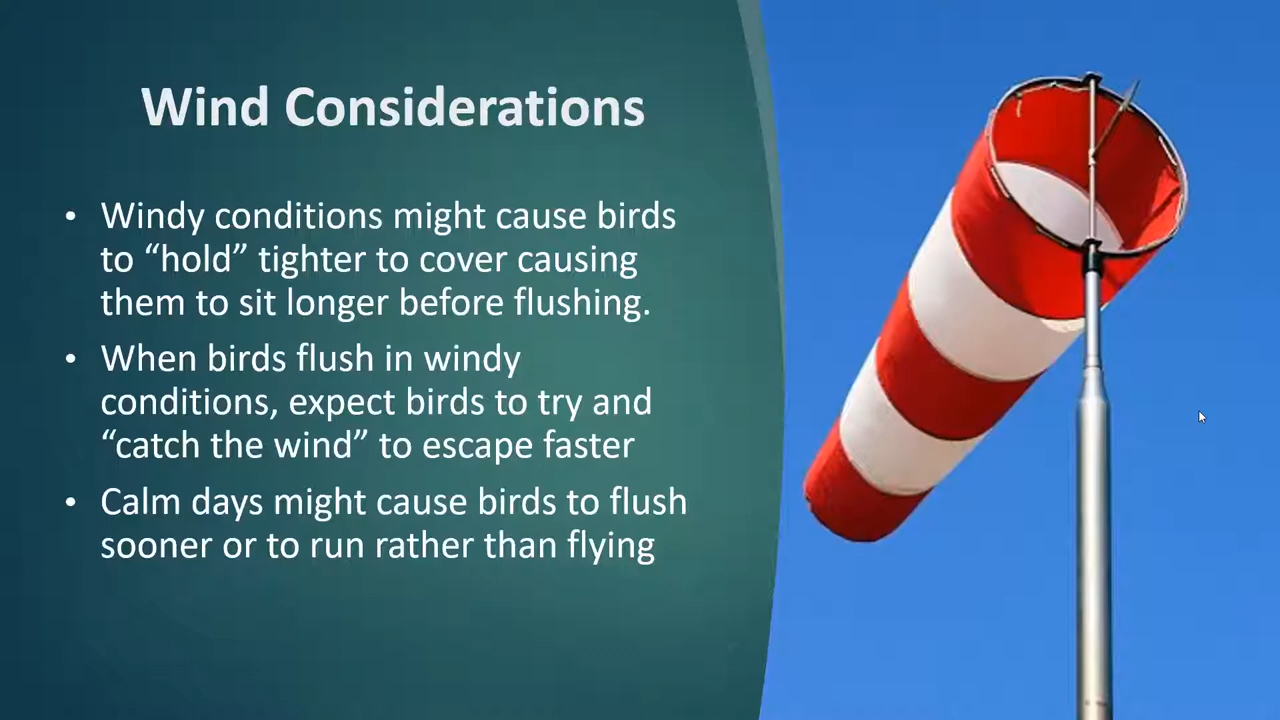 Wind Considerations
• Windy conditions might cause birds
to “hold” tighter to cover causing
them to sit longer before flushing.
• When birds flush in windy
conditions, expect birds to try and
“catch the wind” to escape faster
• Calm days might cause birds to flush
sooner or to run rather than flying